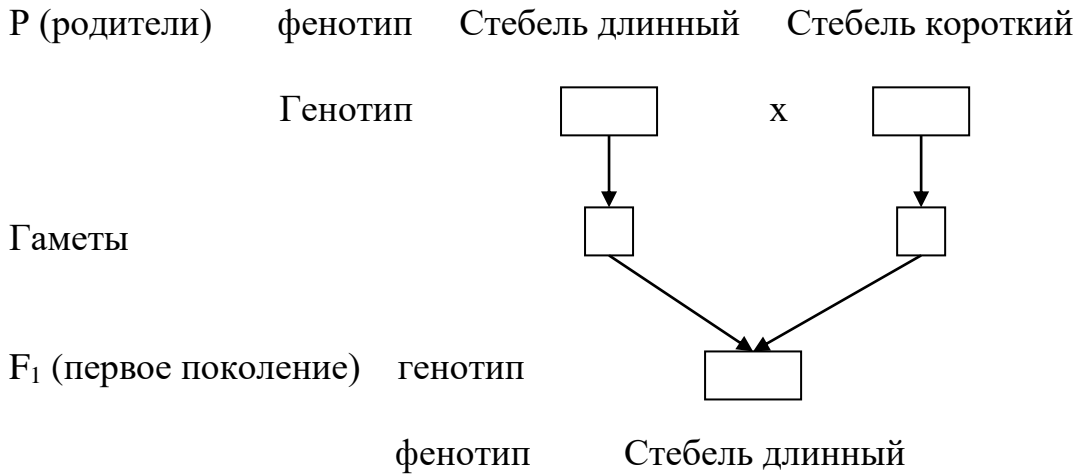 Р (родители) фенотип Стебель длинный Стебель короткий
Генотип х
Гаметы
F₁ (первое поколение) генотип
фенотип Стебель длинный